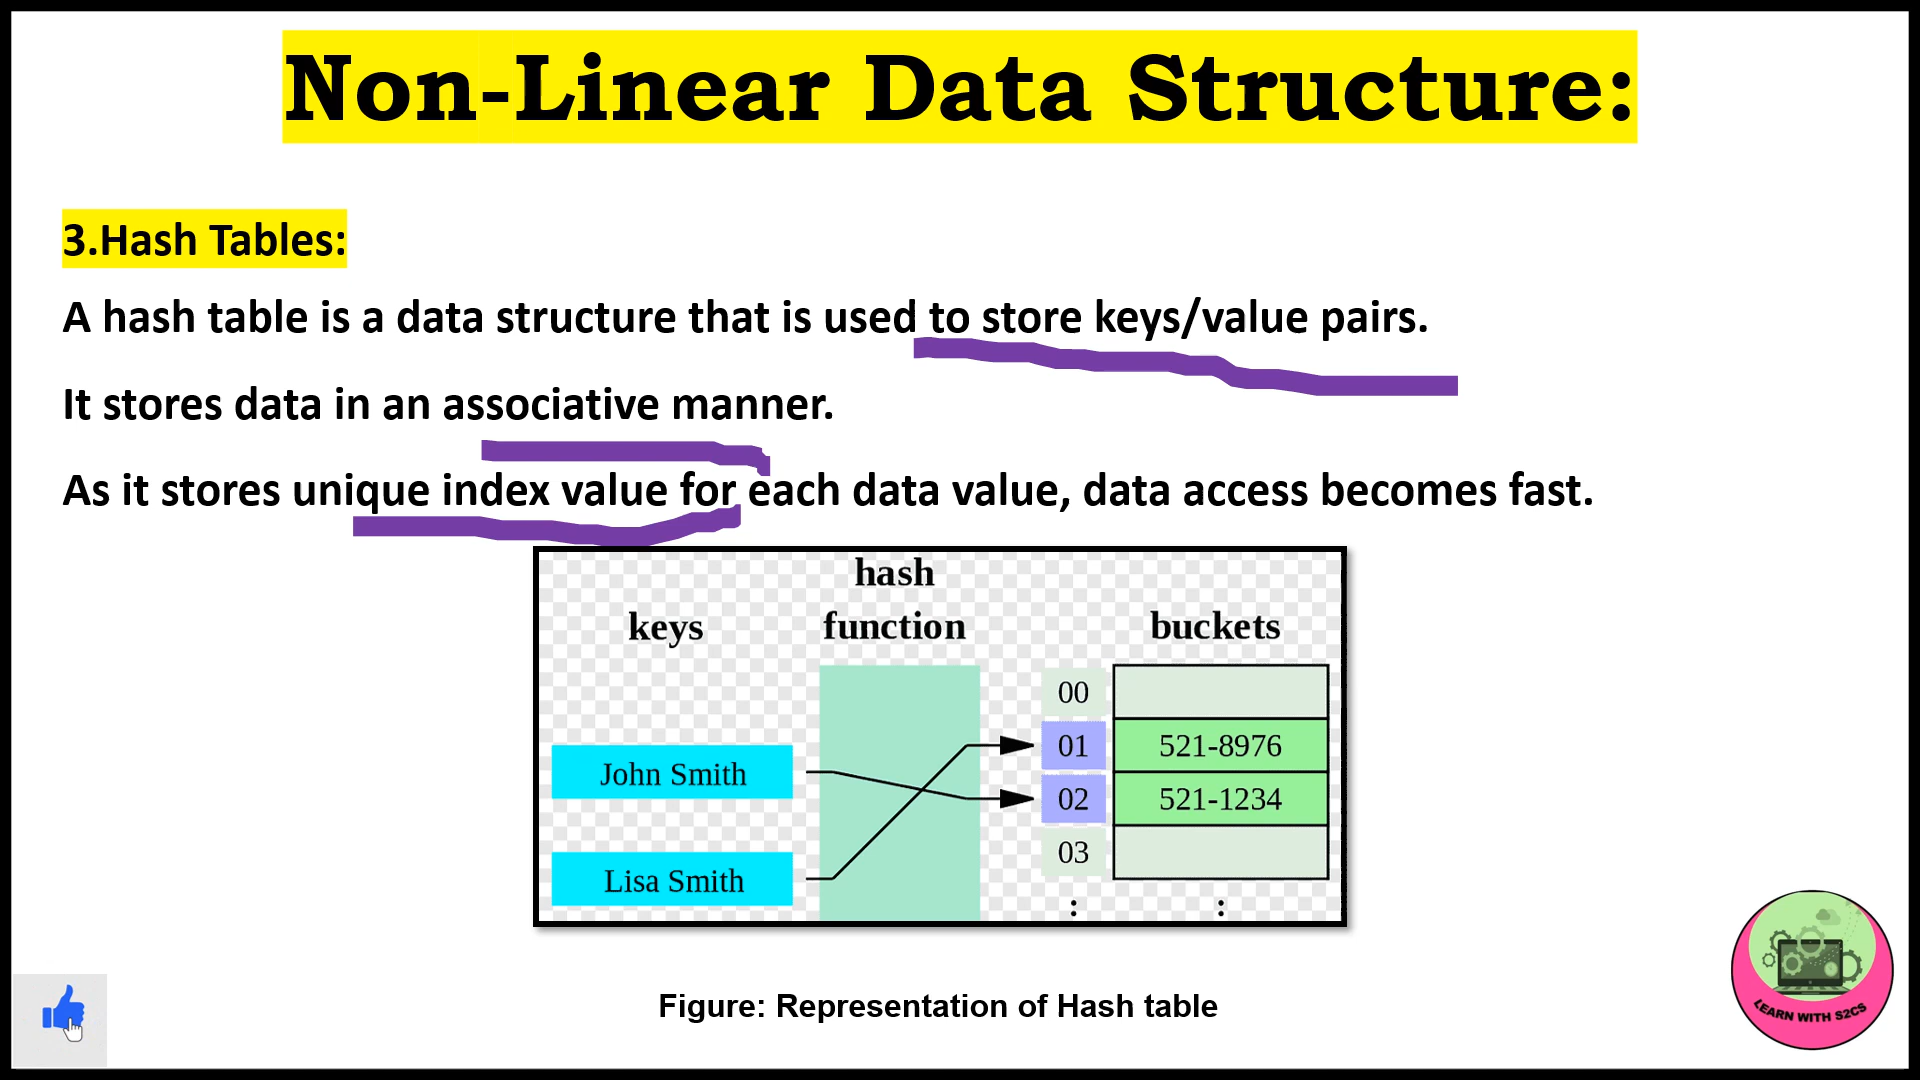 Non-Linear Data Structure:
3.Hash Tables:
A hash table is a data structure that is used to store keys/value pairs.
It stores data in an associative manner.
As it stores unique index value for each data value, data access becomes fast.
hash
keys function buckets
00
01 521-8976
John Smith
02 521-1234
03
Lisa Smith
: :
Figure: Representation of Hash table
LEARN WITH S2CS